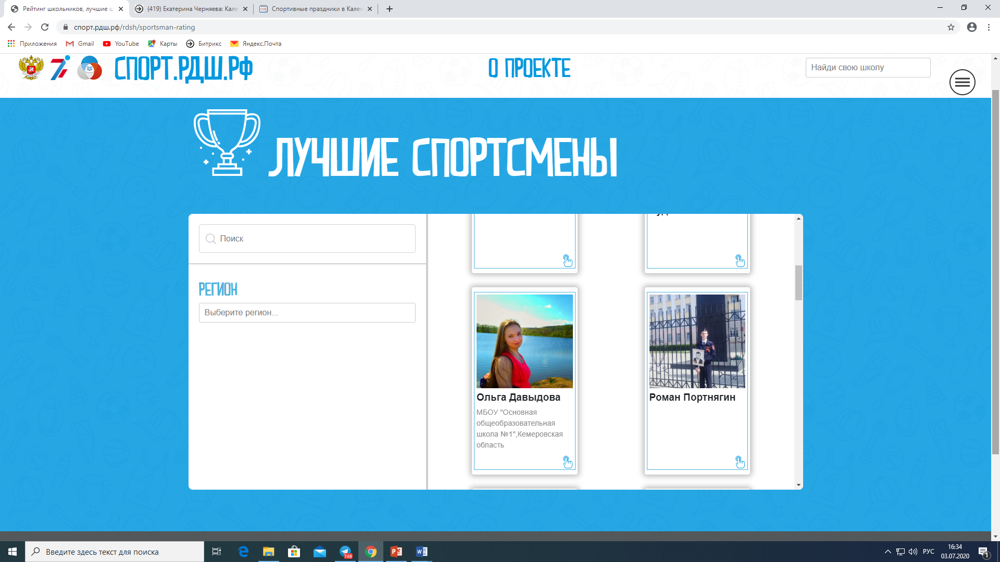 Рейтинг школьников, лучшие ш
(419) Екатерина Черняева: Кале
Спортивные праздники в Кален
спорт.рдш.рф/rdsh/sportsman-rating
Приложения
Gmail
YouTube
Карты
Битрикс
Яндекс.Почта
СПОРТ.РДШ.РФ
О ПРОЕКТЕ
Найди свою школу
ЛУЧШИЕ СПОРТСМЕНЫ
Поиск
РЕГИОН
Выберите регион...
Ольга Давыдова
МБОУ "Основная
общеобразовательная
школа №1",Кемеровская
область
Роман Портнягин
Введите здесь текст для поиска
748
РУС
16:34
03.07.2020
1